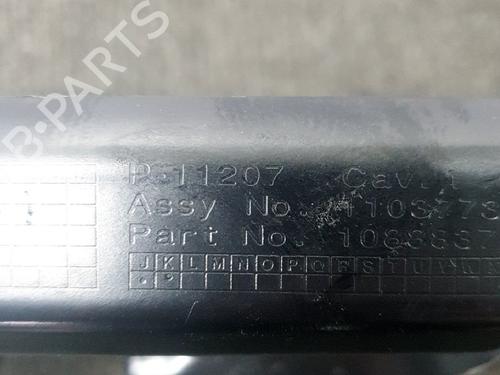 B-PARTS
P-11207 Cav.1
Assy No. 1103773
Part No. 1088837
J K L M N O P Q R S T U